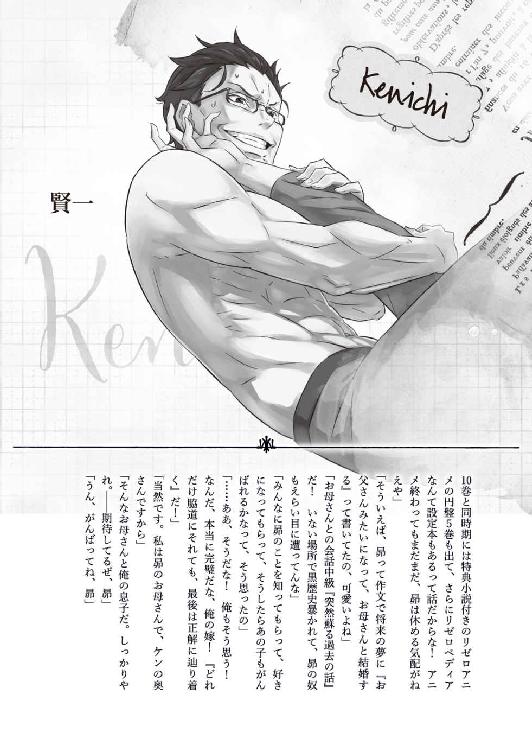 Kenichi
賢一
Ken
10巻と同時期には特典小説付きのリゼロアニ
メの円盤5巻も出て、さらにリゼロペディア
なんて設定本もあるって話だからな! アニ
メ終わってもまだまだ、昴は休める気配がね
えや」
「そういえば、昴って作文で将来の夢に『お
父さんみたいになって、お母さんと結婚す
る』って書いてたの、可愛いよね」
「お母さんとの会話中級『突然蘇る過去の話』
だ! いない場所で黒歴史暴かれて、昴の奴
もえらい目に遭ってんな」
「みんなに昴のことを知ってもらって、好き
になってもらって、そうしたらあの子もがん
ばれるかなって、そう思ったの」
「……ああ、そうだな! 俺もそう思う!
なんだ、本当に完璧だな、俺の嫁! 『どれ
だけ脇道にそれても、最後は正解に辿り着
く』だ!」
「当然です。私は昴のお母さんで、ケンの奥
さんですから」
「そんなお母さんと俺の息子だ。しっかりや
れ。――期待してるぜ、昴」
「うん、がんばってね、昴」